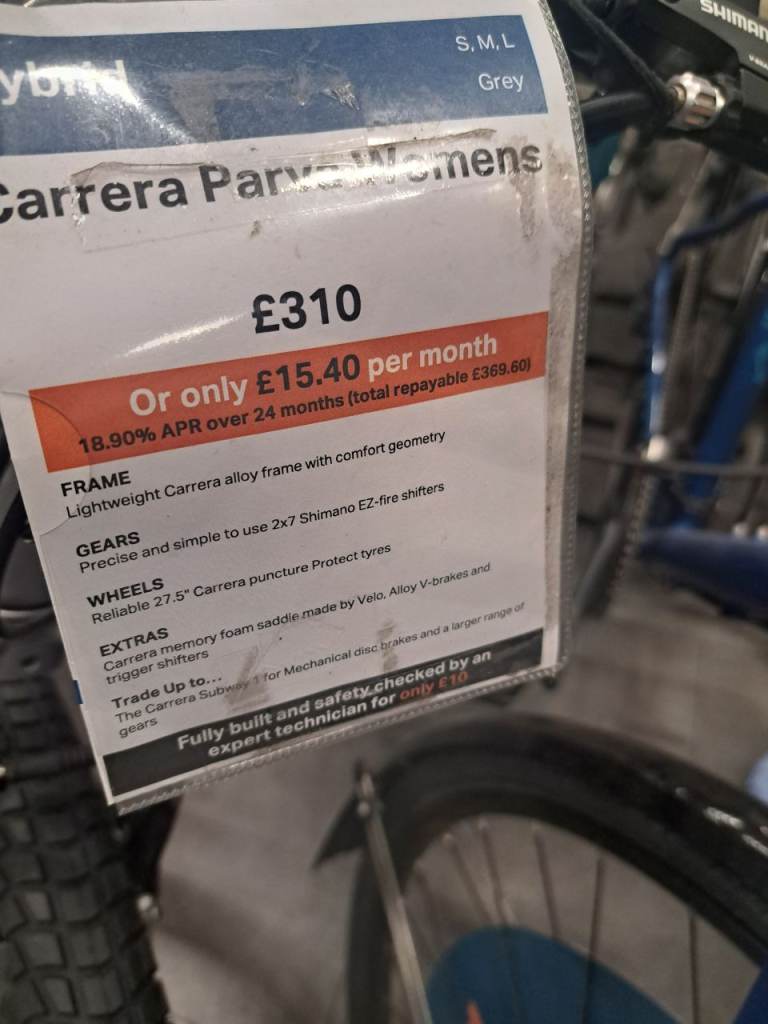 ybrid
S, M, L
Grey
Carrera Parva Womens
£310
Or only £15.40 per month
18.90% APR over 24 months (total repayable £369.60)
FRAME
Lightweight Carrera alloy frame with comfort geometry
GEARS
Precise and simple to use 2x7 Shimano EZ-fire shifters
WHEELS
Reliable 27.5" Carrera puncture Protect tyres
EXTRAS
Carrera memory foam saddle made by Velo, Alloy V-brakes and
trigger shifters
Trade Up to...
The Carrera Subway 1 for Mechanical disc brakes and a larger range of
gears
Fully built and safety checked by an
expert technician for only £10
SHIMAN